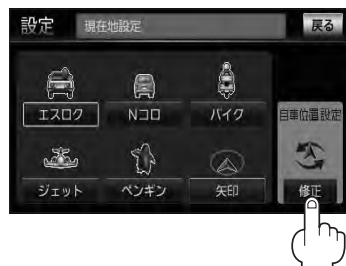 設定 現在地設定 戻る
エスロク Nコロ バイク
自車位置設定
ジェット ペンギン 矢印 修正